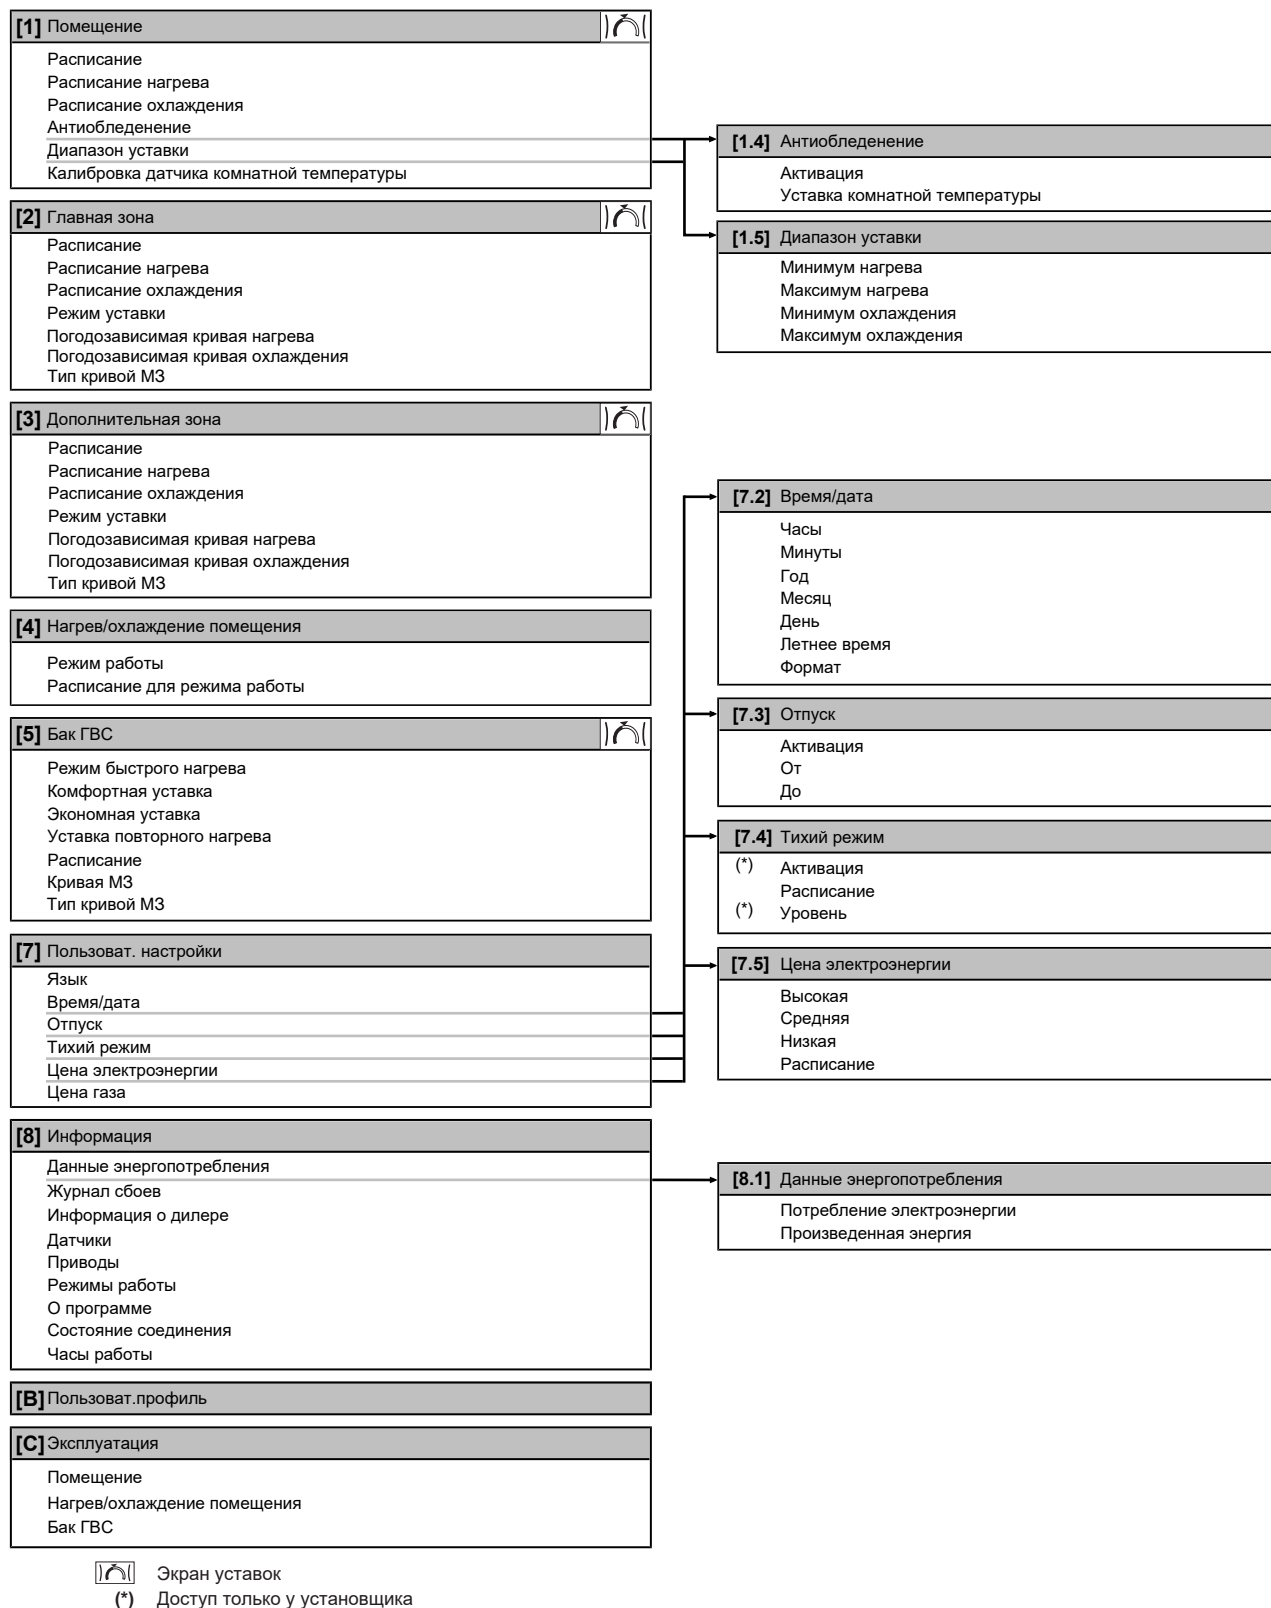 [1] Помещение
Расписание
Расписание нагрева
Расписание охлаждения
Антиобледенение
Диапазон уставки
Калибровка датчика комнатной температуры
[1.4] Антиобледенение
Активация
Уставка комнатной температуры
[1.5] Диапазон уставки
Минимум нагрева
Максимум нагрева
Минимум охлаждения
Максимум охлаждения
[2] Главная зона
Расписание
Расписание нагрева
Расписание охлаждения
Режим уставки
Погодозависимая кривая нагрева
Погодозависимая кривая охлаждения
Тип кривой МЗ
[3] Дополнительная зона
Расписание
Расписание нагрева
Расписание охлаждения
Режим уставки
Погодозависимая кривая нагрева
Погодозависимая кривая охлаждения
Тип кривой МЗ
[4] Нагрев/охлаждение помещения
Режим работы
Расписание для режима работы
[5] Бак ГВС
Режим быстрого нагрева
Комфортная уставка
Экономная уставка
Уставка повторного нагрева
Расписание
Кривая МЗ
Тип кривой МЗ
[7] Пользоват. настройки
Язык
Время/дата
Отпуск
Тихий режим
Цена электроэнергии
Цена газа
[7.2] Время/дата
Часы
Минуты
Год
Месяц
День
Летнее время
Формат
[7.3] Отпуск
Активация
От
До
[7.4] Тихий режим
(*) Активация
Расписание
(*) Уровень
[7.5] Цена электроэнергии
Высокая
Средняя
Низкая
Расписание
[8] Информация
Данные энергопотребления
Журнал сбоев
Информация о дилере
Датчики
Приводы
Режимы работы
О программе
Состояние соединения
Часы работы
[8.1] Данные энергопотребления
Потребление электроэнергии
Произведенная энергия
[B] Пользоват.профиль
[C] Эксплуатация
Помещение
Нагрев/охлаждение помещения
Бак ГВС
Экран уставок
(*) Доступ только у установщика